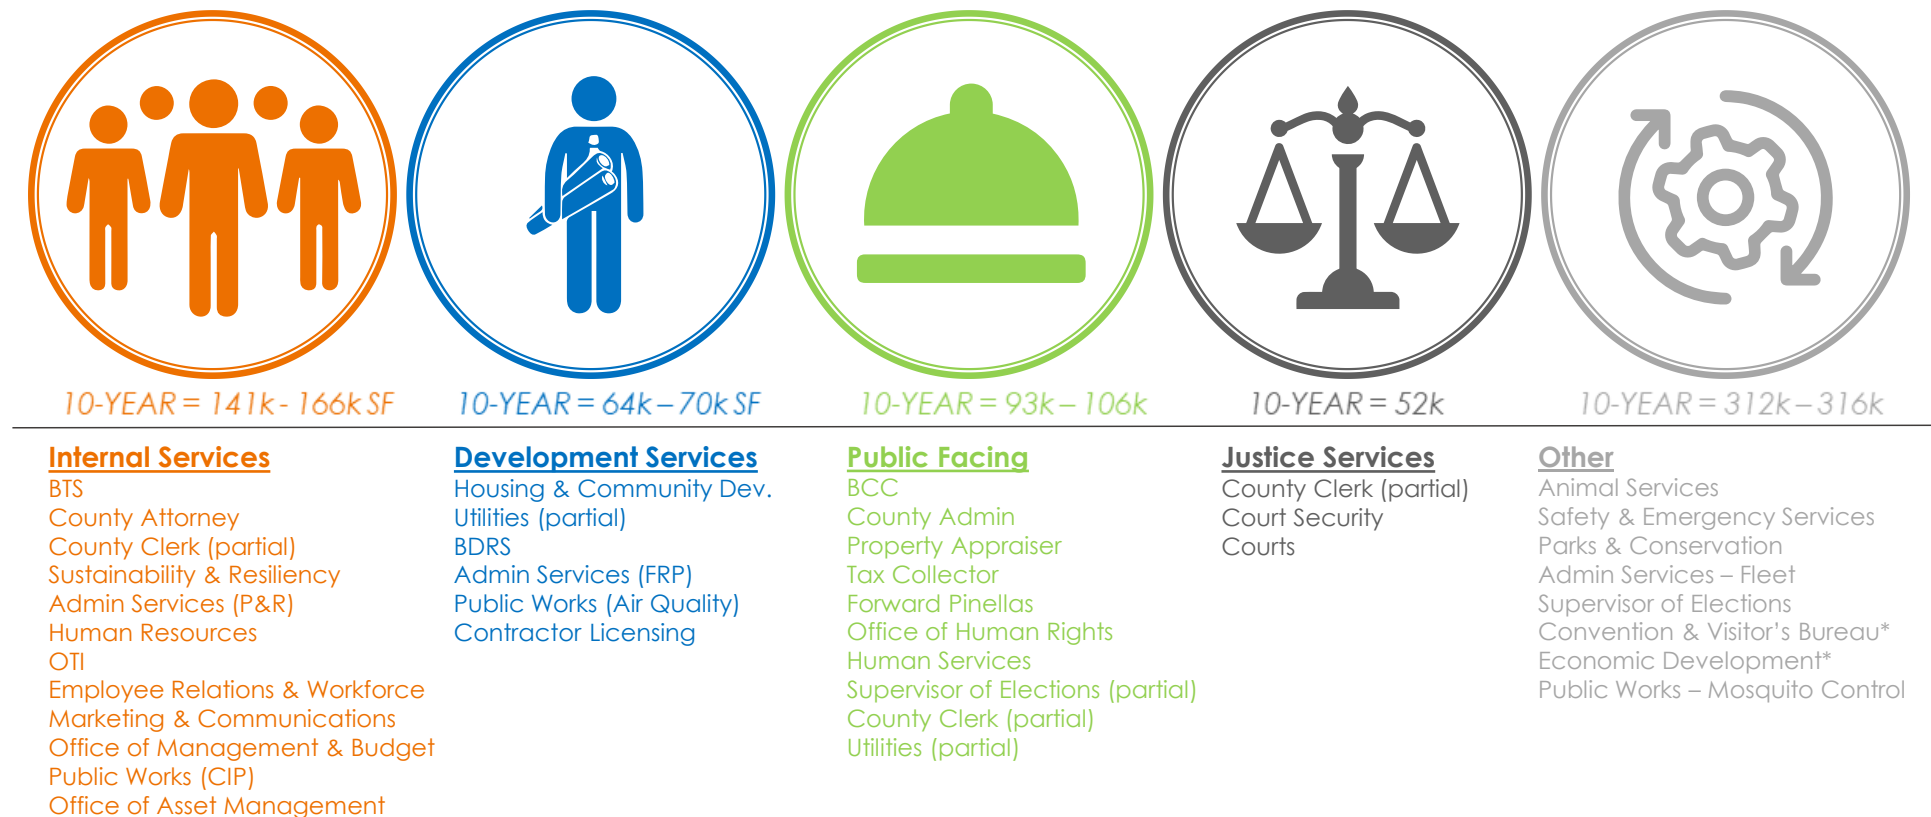 10-YEAR = 141k - 166k SF
10-YEAR = 64k – 70k SF
10-YEAR = 93k – 106k
10-YEAR = 52k
10-YEAR = 312k – 316k
Internal Services
BTS
County Attorney
County Clerk (partial)
Sustainability & Resiliency
Admin Services (P&R)
Human Resources
OTI
Employee Relations & Workforce
Marketing & Communications
Office of Management & Budget
Public Works (CIP)
Office of Asset Management
Development Services
Housing & Community Dev.
Utilities (partial)
BDRS
Admin Services (FRP)
Public Works (Air Quality)
Contractor Licensing
Public Facing
BCC
County Admin
Property Appraiser
Tax Collector
Forward Pinellas
Office of Human Rights
Human Services
Supervisor of Elections (partial)
County Clerk (partial)
Utilities (partial)
Justice Services
County Clerk (partial)
Court Security
Courts
Other
Animal Services
Safety & Emergency Services
Parks & Conservation
Admin Services – Fleet
Supervisor of Elections
Convention & Visitor’s Bureau*
Economic Development*
Public Works – Mosquito Control